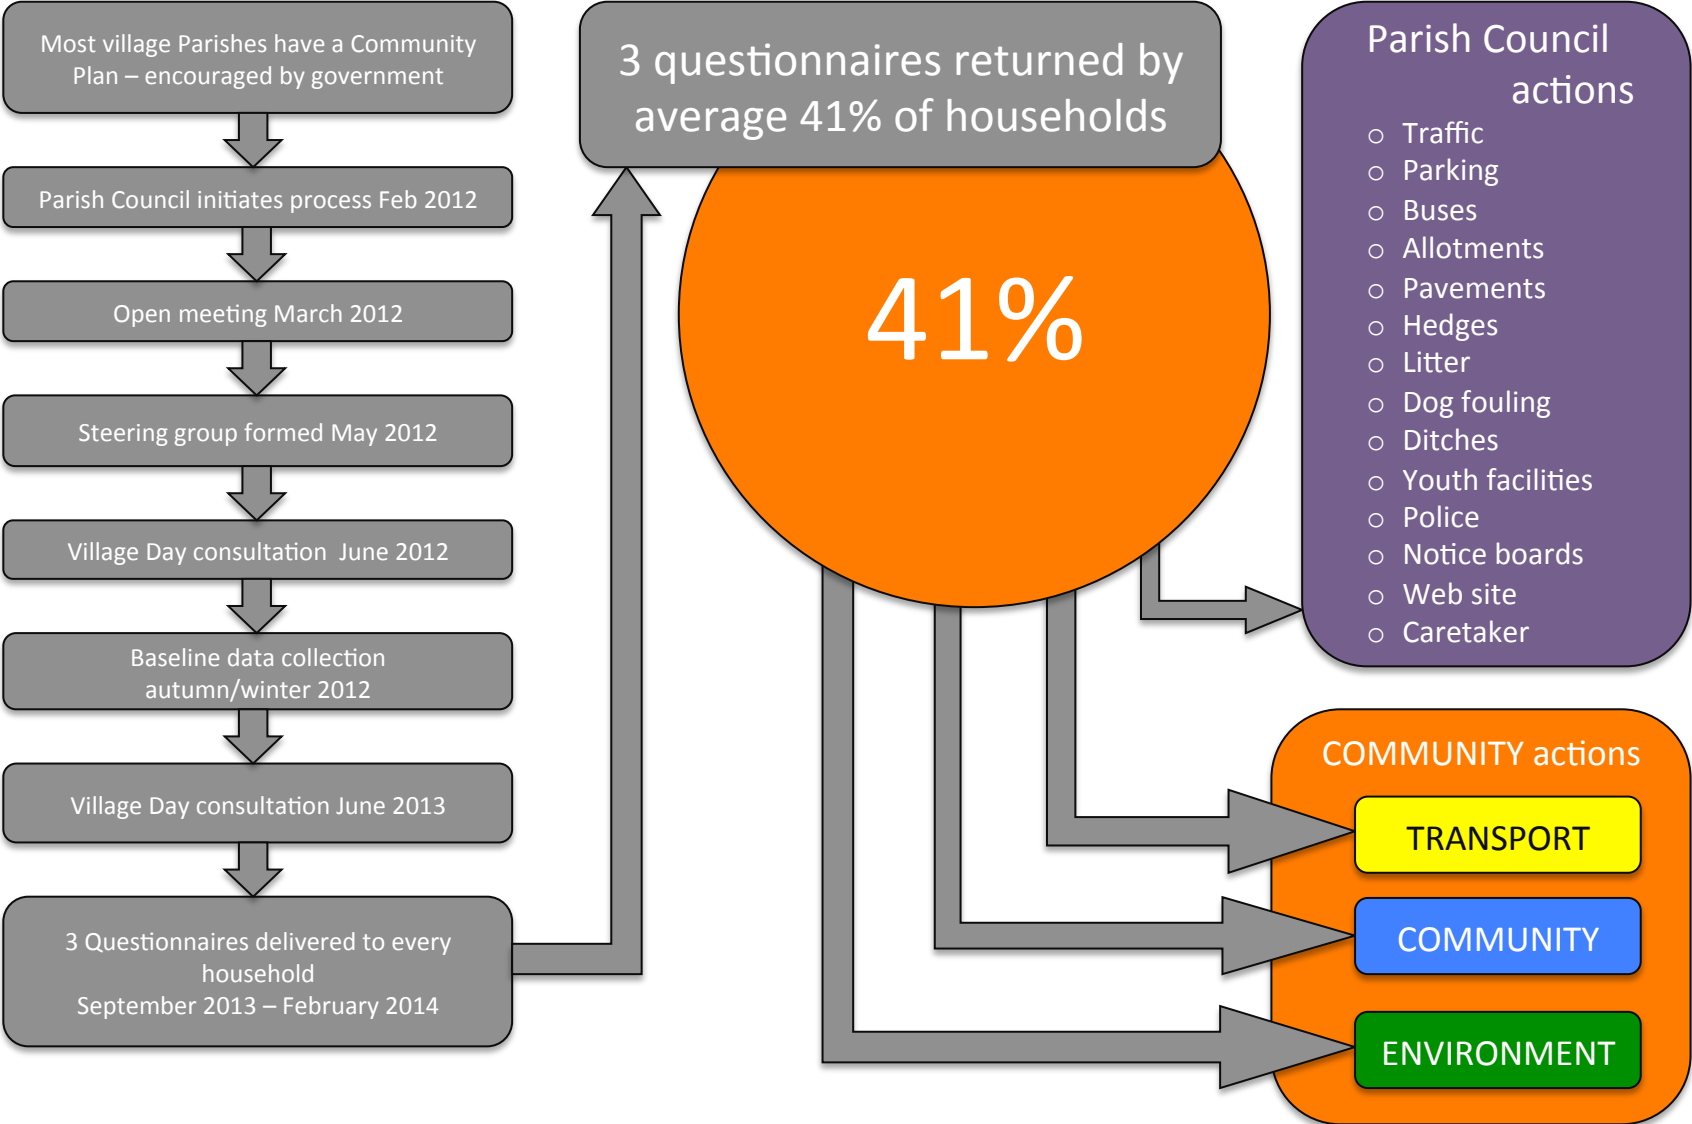 Most village Parishes have a Community
Plan – encouraged by government
Parish Council initiates process Feb 2012
Open meeting March 2012
Steering group formed May 2012
Village Day consultation  June 2012
Baseline data collection
autumn/winter 2012
Village Day consultation June 2013
3 Questionnaires delivered to every
household
September 2013 – February 2014
3 questionnaires returned by
average 41% of households
41%
Parish Council
actions
o Traffic
o Parking
o Buses
o Allotments
o Pavements
o Hedges
o Litter
o Dog fouling
o Ditches
o Youth facilities
o Police
o Notice boards
o Web site
o Caretaker
COMMUNITY actions
TRANSPORT
COMMUNITY
ENVIRONMENT